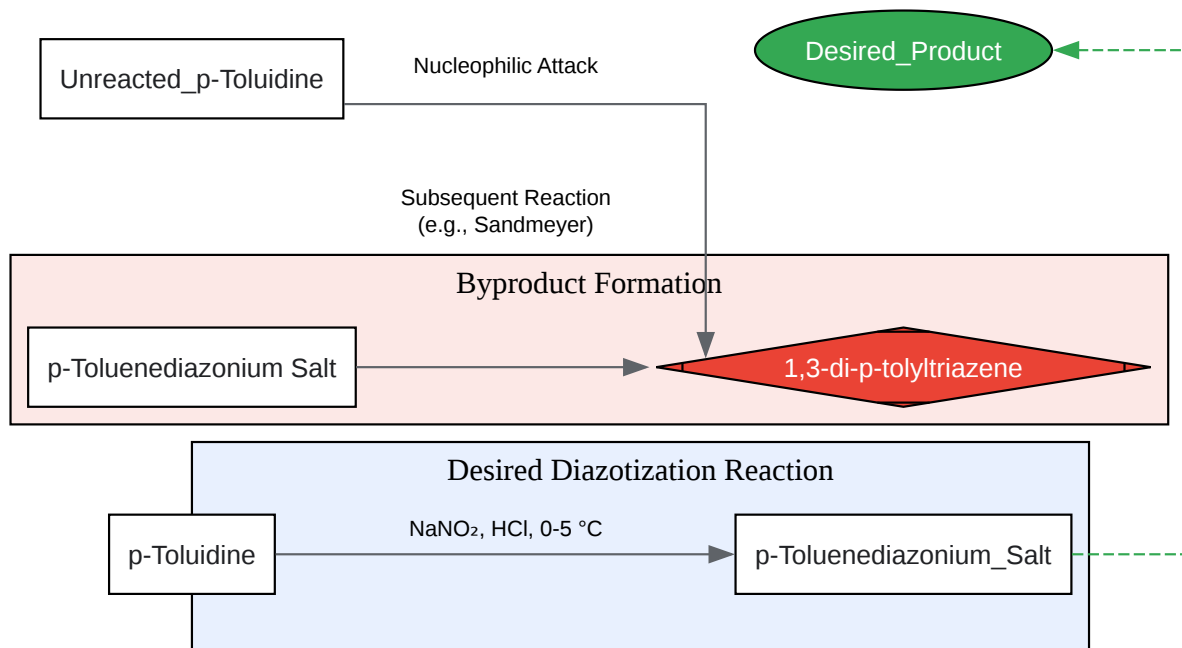 Desired_Product
Unreacted_p-Toluidine
Nucleophilic Attack
Subsequent Reaction
(e.g., Sandmeyer)
Byproduct Formation
p-Toluenediazonium Salt
1,3-di-p-tolyltriazene
Desired Diazotization Reaction
NaNO₂, HCl, 0-5 °C
p-Toluidine
p-Toluenediazonium_Salt